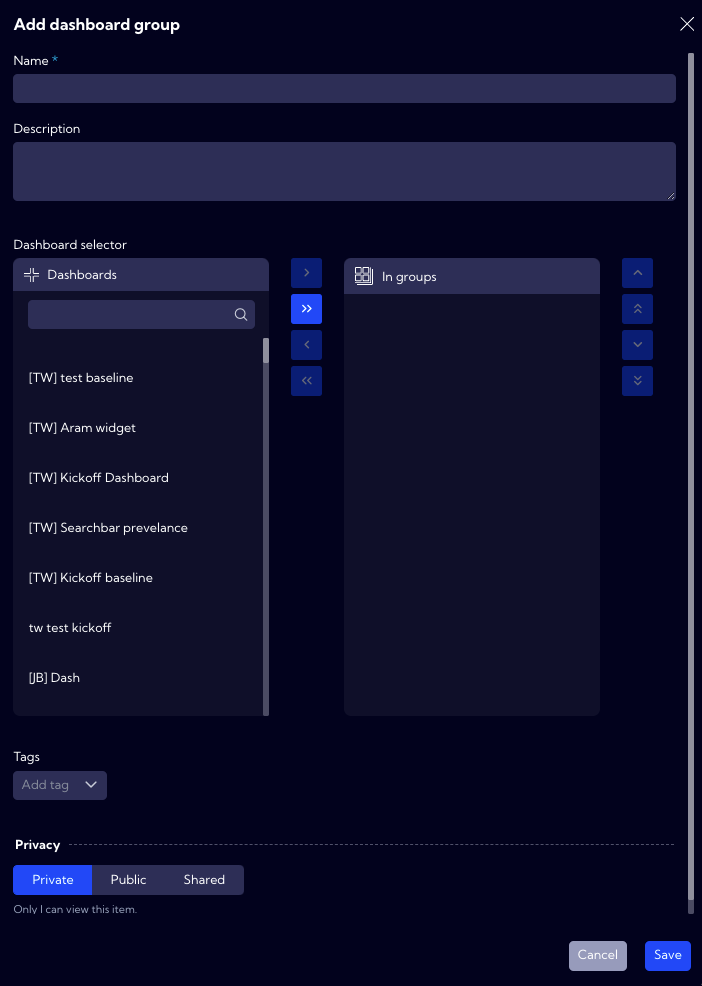 Add dashboard group
Name *
Description
Dashboard selector
Dashboards
In groups
[TW] test baseline
[TW] Aram widget
[TW] Kickoff Dashboard
[TW] Searchbar prevelance
[TW] Kickoff baseline
tw test kickoff
[JB] Dash
Tags
Add tag
Privacy
Private Public Shared
Only I can view this item.
Cancel Save